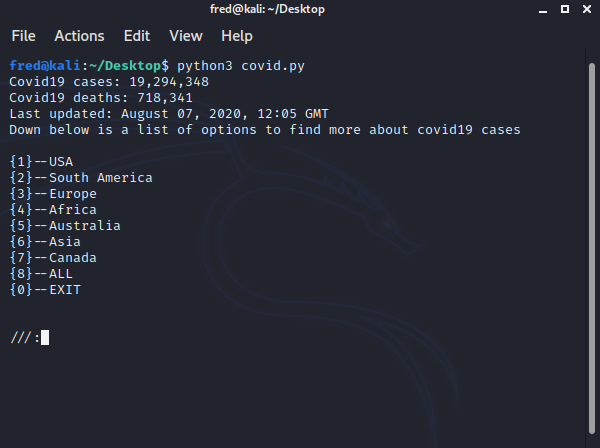 fred@kali: ~/Desktop
File Actions Edit View Help
fred@kali:~/Desktop$ python3 covid.py
Covid19 cases: 19,294,348
Covid19 deaths: 718,341
Last updated: August 07, 2020, 12:05 GMT
Down below is a list of options to find more about covid19 cases
{1}--USA
{2}--South America
{3}--Europe
{4}--Africa
{5}--Australia
{6}--Asia
{7}--Canada
{8}--ALL
{0}--EXIT
///: